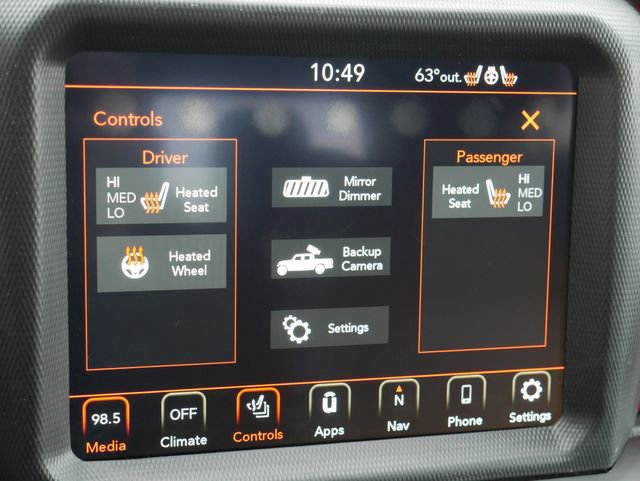 10:49
63°out.
Controls
Driver
Passenger
HI
MED
LO
Heated
Seat
Mirror
Dimmer
Heated
Seat
HI
MED
LO
Heated
Wheel
Backup
Camera
Settings
98.5
OFF
N
Media
Climate
Controls
Apps
Nav
Phone
Settings